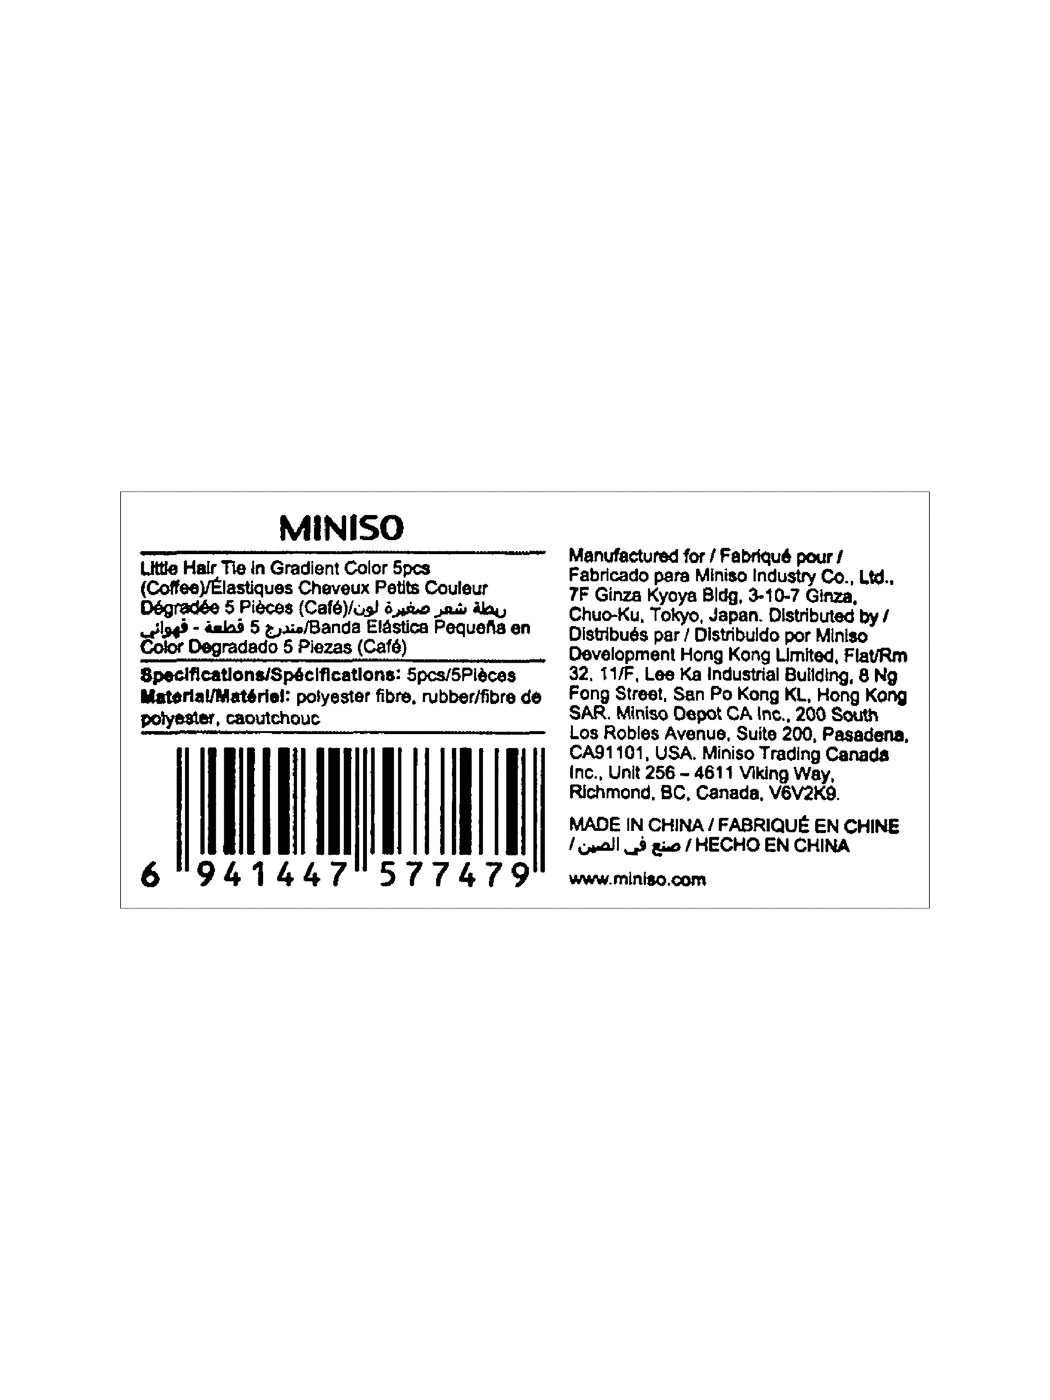 MINISO
Little Hair Tie in Gradient Color 5pcs
(Coffee)/Élastiques Cheveux Petits Couleur
Dégradée 5 Pièces (Café)/ربطة شعر صغيرة لون
متدرج 5 قطعة - قهوائي/Banda Elástica Pequeña en
Color Degradado 5 Piezas (Café)
Specifications/Spécifications: 5pcs/5Pièces
Material/Matériel: polyester fibre, rubber/fibre de
polyester, caoutchouc
6 941447 577479
Manufactured for / Fabriqué pour /
Fabricado para Miniso Industry Co., Ltd.,
7F Ginza Kyoya Bldg, 3-10-7 Ginza,
Chuo-Ku, Tokyo, Japan. Distributed by /
Distribués par / Distribuido por Miniso
Development Hong Kong Limited, Flat/Rm
32, 11/F, Lee Ka Industrial Building, 8 Ng
Fong Street, San Po Kong KL, Hong Kong
SAR. Miniso Depot CA Inc., 200 South
Los Robles Avenue, Suite 200, Pasadena,
CA91101, USA. Miniso Trading Canada
Inc., Unit 256 – 4611 Viking Way,
Richmond, BC, Canada, V6V2K9.
MADE IN CHINA / FABRIQUÉ EN CHINE
/ صنع في الصين / HECHO EN CHINA
www.miniso.com